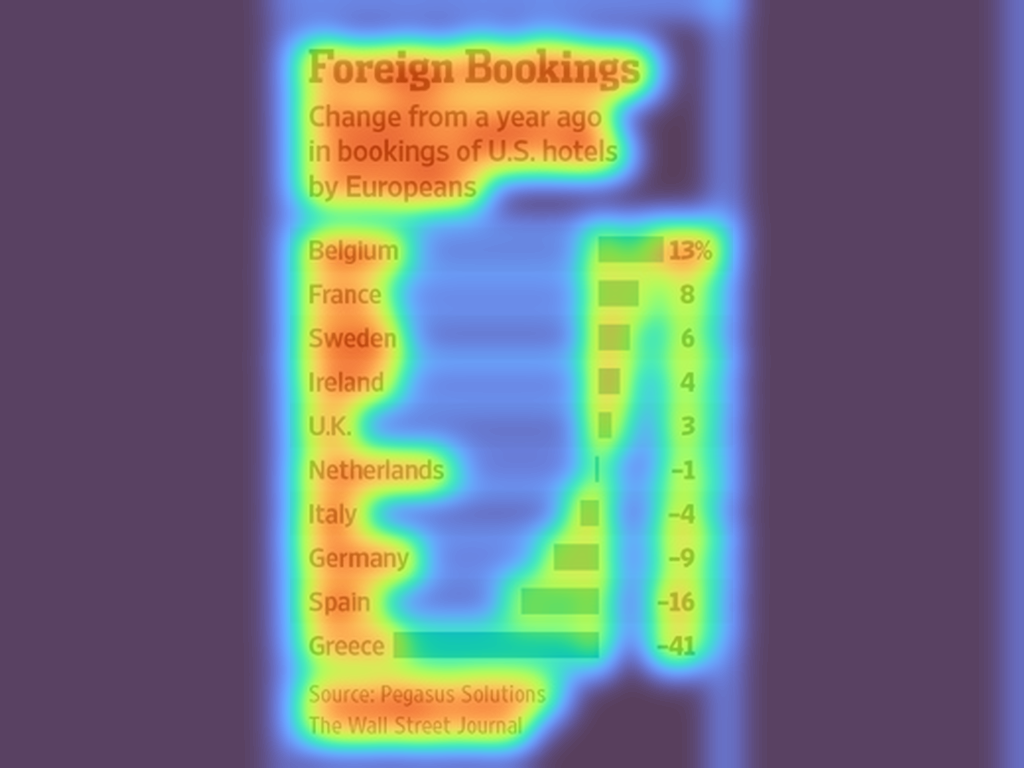 Foreign Bookings
Change from a year ago
in bookings of U.S. hotels
by Europeans
Belgium 13%
France 8
Sweden 6
Ireland 4
U.K. 3
Netherlands –1
Italy –4
Germany –9
Spain –16
Greece –41
Source: Pegasus Solutions
The Wall Street Journal